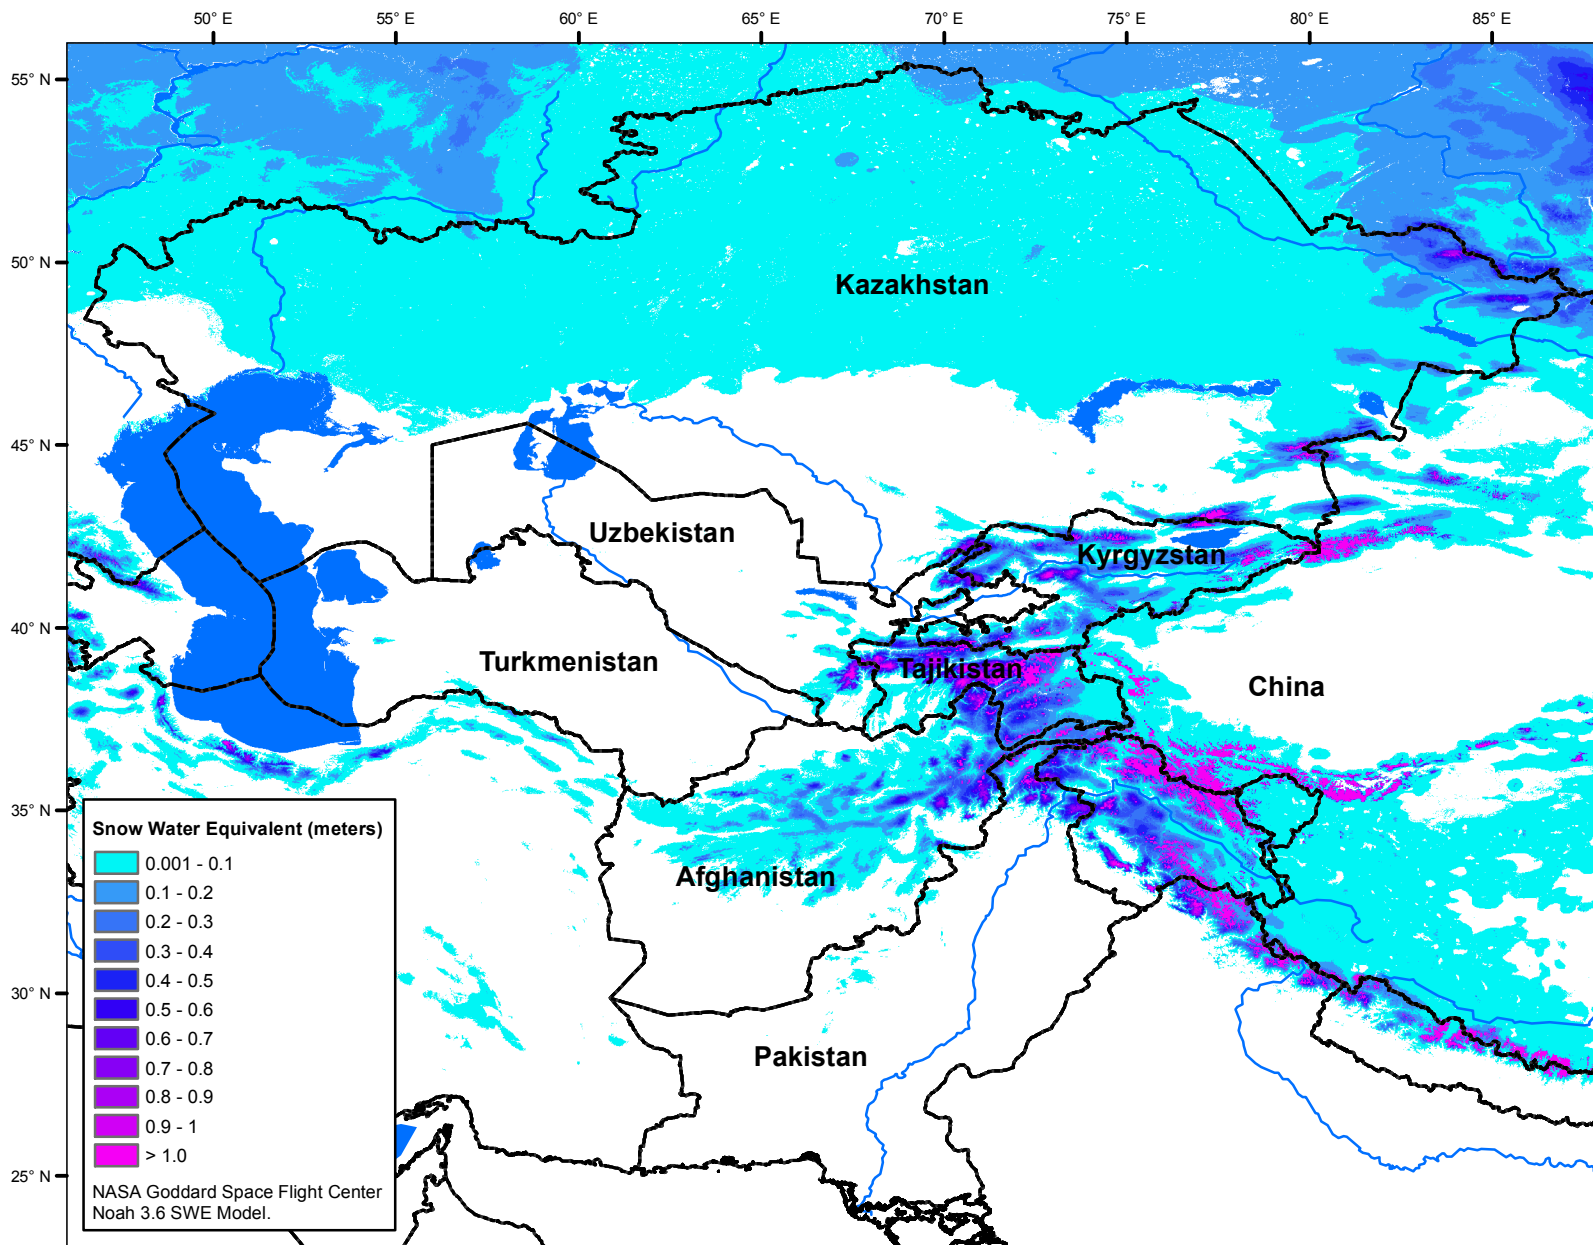 50° E
55° E
60° E
65° E
70° E
75° E
80° E
85° E
55° N
50° N
45° N
40° N
35° N
30° N
25° N
Kazakhstan
Uzbekistan
Kyrgyzstan
Turkmenistan
Tajikistan
China
Afghanistan
Pakistan
Snow Water Equivalent (meters)
0.001 - 0.1
0.1 - 0.2
0.2 - 0.3
0.3 - 0.4
0.4 - 0.5
0.5 - 0.6
0.6 - 0.7
0.7 - 0.8
0.8 - 0.9
0.9 - 1
> 1.0
NASA Goddard Space Flight Center
Noah 3.6 SWE Model.